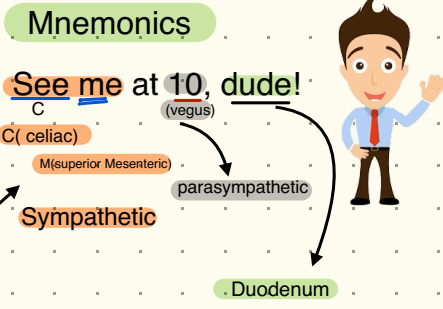 Mnemonics
See me at 10, dude!
C
(vegus)
C( celiac)
M(superior Mesenteric)
parasympathetic
Sympathetic
Duodenum